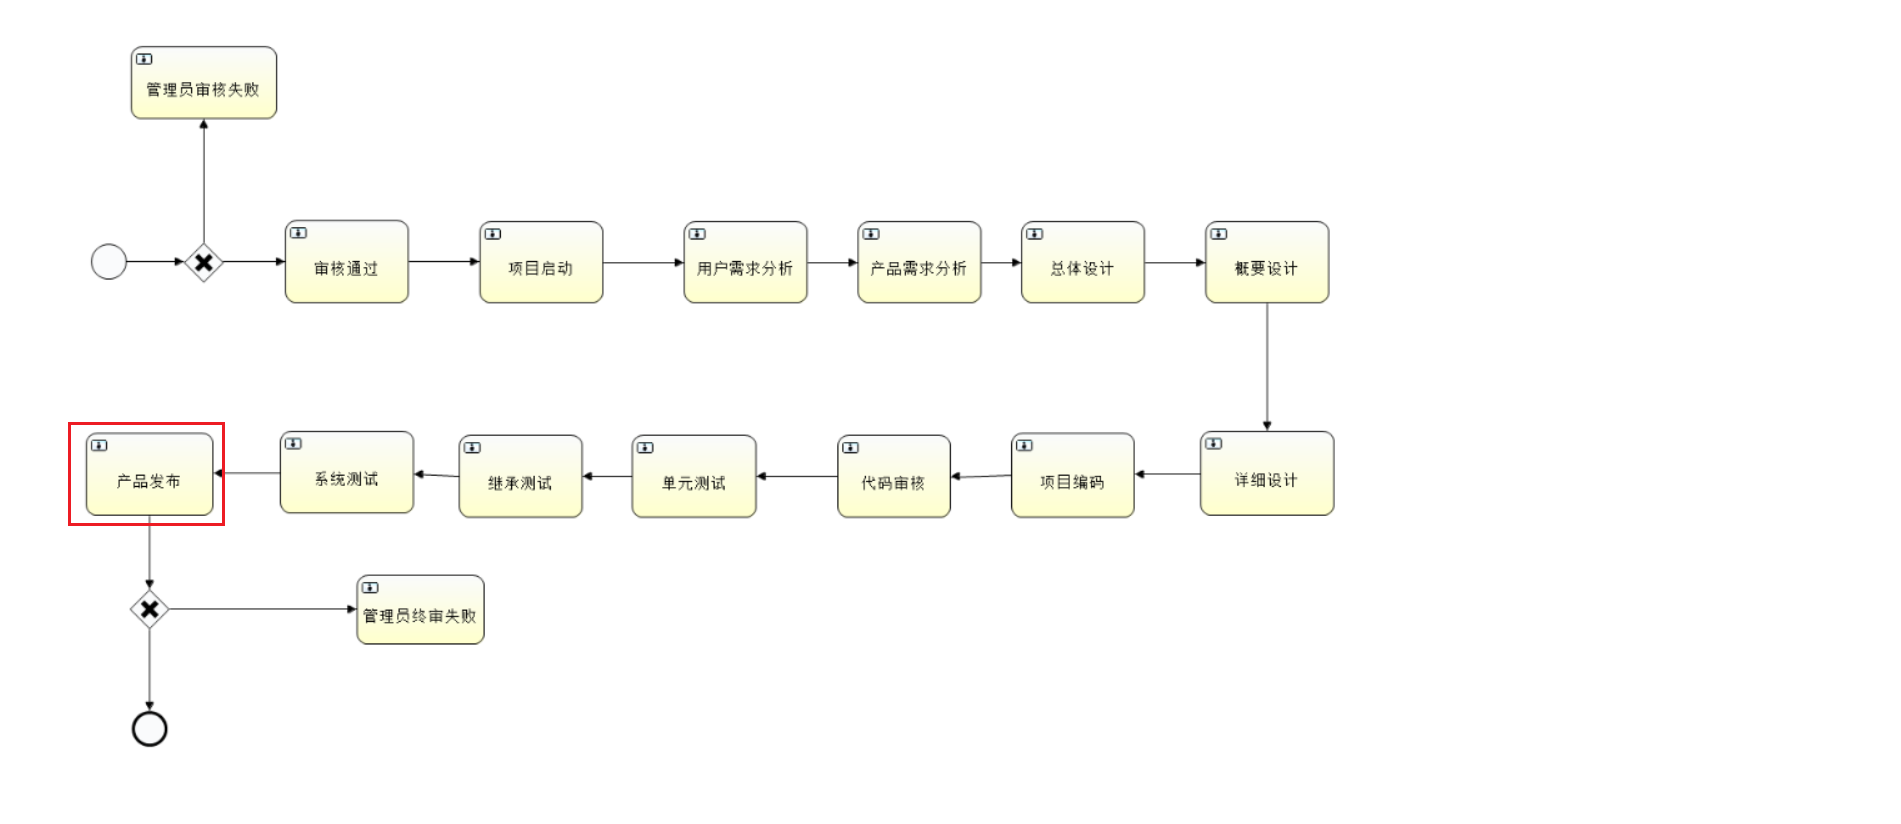 管理员审核失败
审核通过
项目启动
用户需求分析
产品需求分析
总体设计
概要设计
产品发布
系统测试
继承测试
单元测试
代码审核
项目编码
详细设计
管理员终审失败